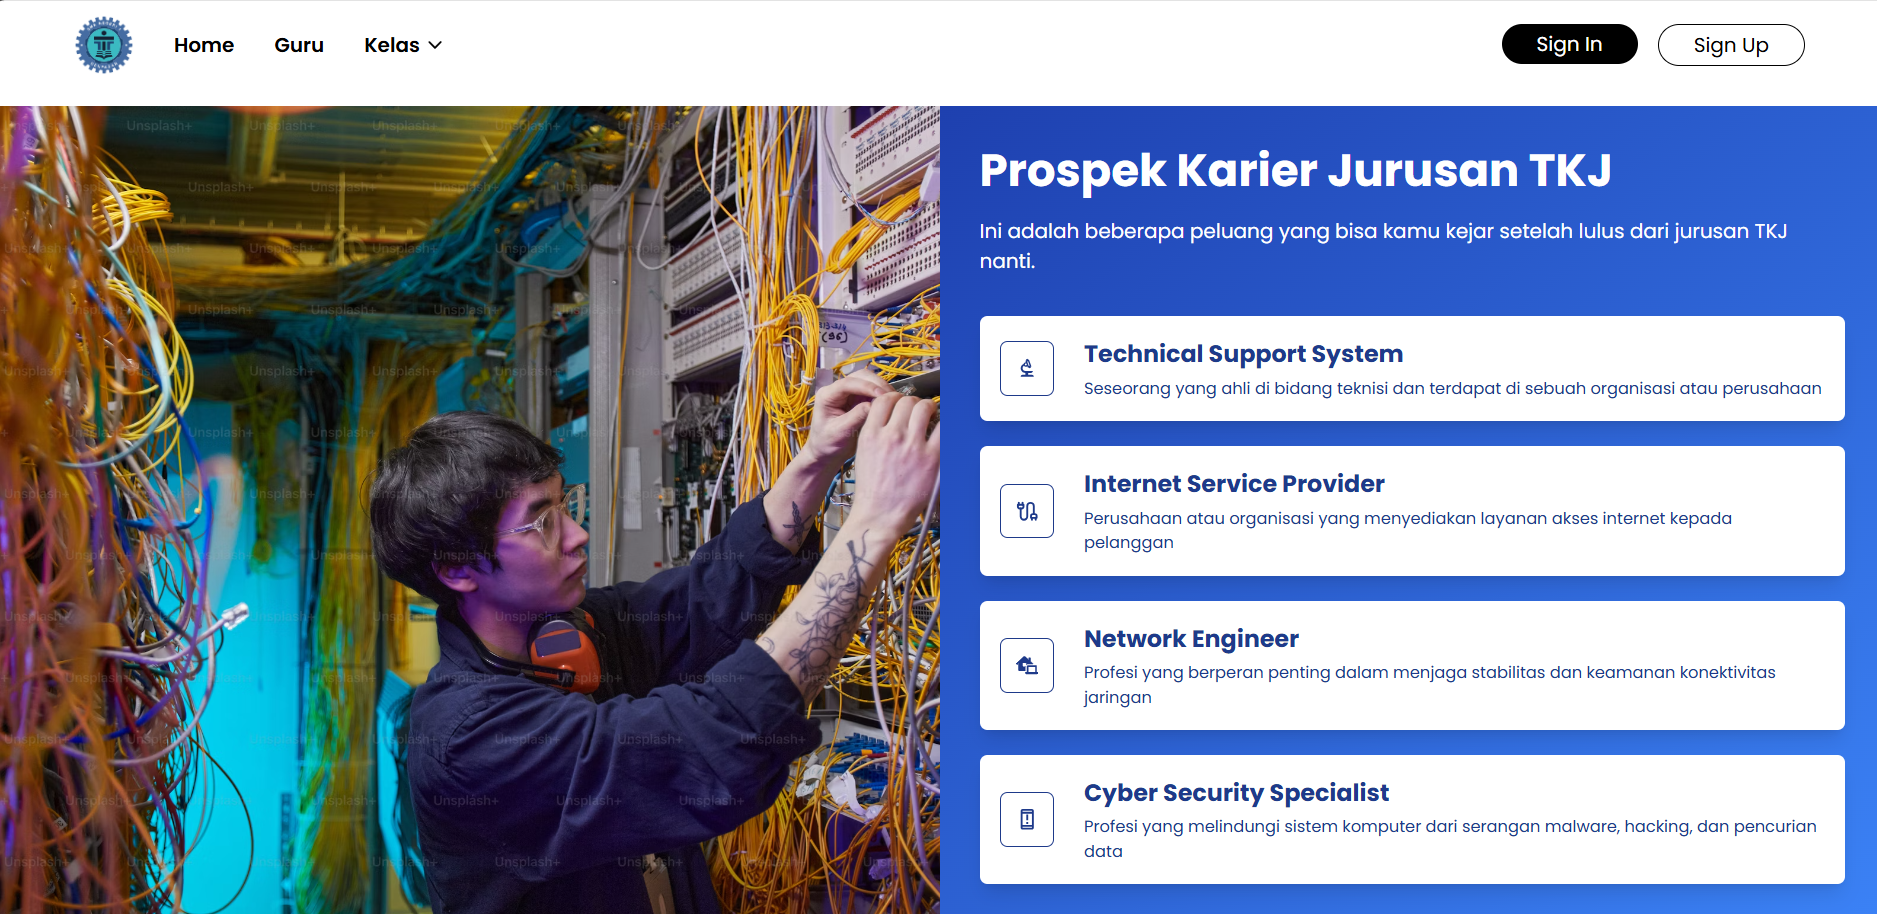 Home
Guru
Kelas
Sign In
Sign Up
Prospek Karier Jurusan TKJ
Ini adalah beberapa peluang yang bisa kamu kejar setelah lulus dari jurusan TKJ
nanti.
Technical Support System
Seseorang yang ahli di bidang teknisi dan terdapat di sebuah organisasi atau perusahaan
Internet Service Provider
Perusahaan atau organisasi yang menyediakan layanan akses internet kepada
pelanggan
Network Engineer
Profesi yang berperan penting dalam menjaga stabilitas dan keamanan konektivitas
jaringan
Cyber Security Specialist
Profesi yang melindungi sistem komputer dari serangan malware, hacking, dan pencurian
data
Unsplash+